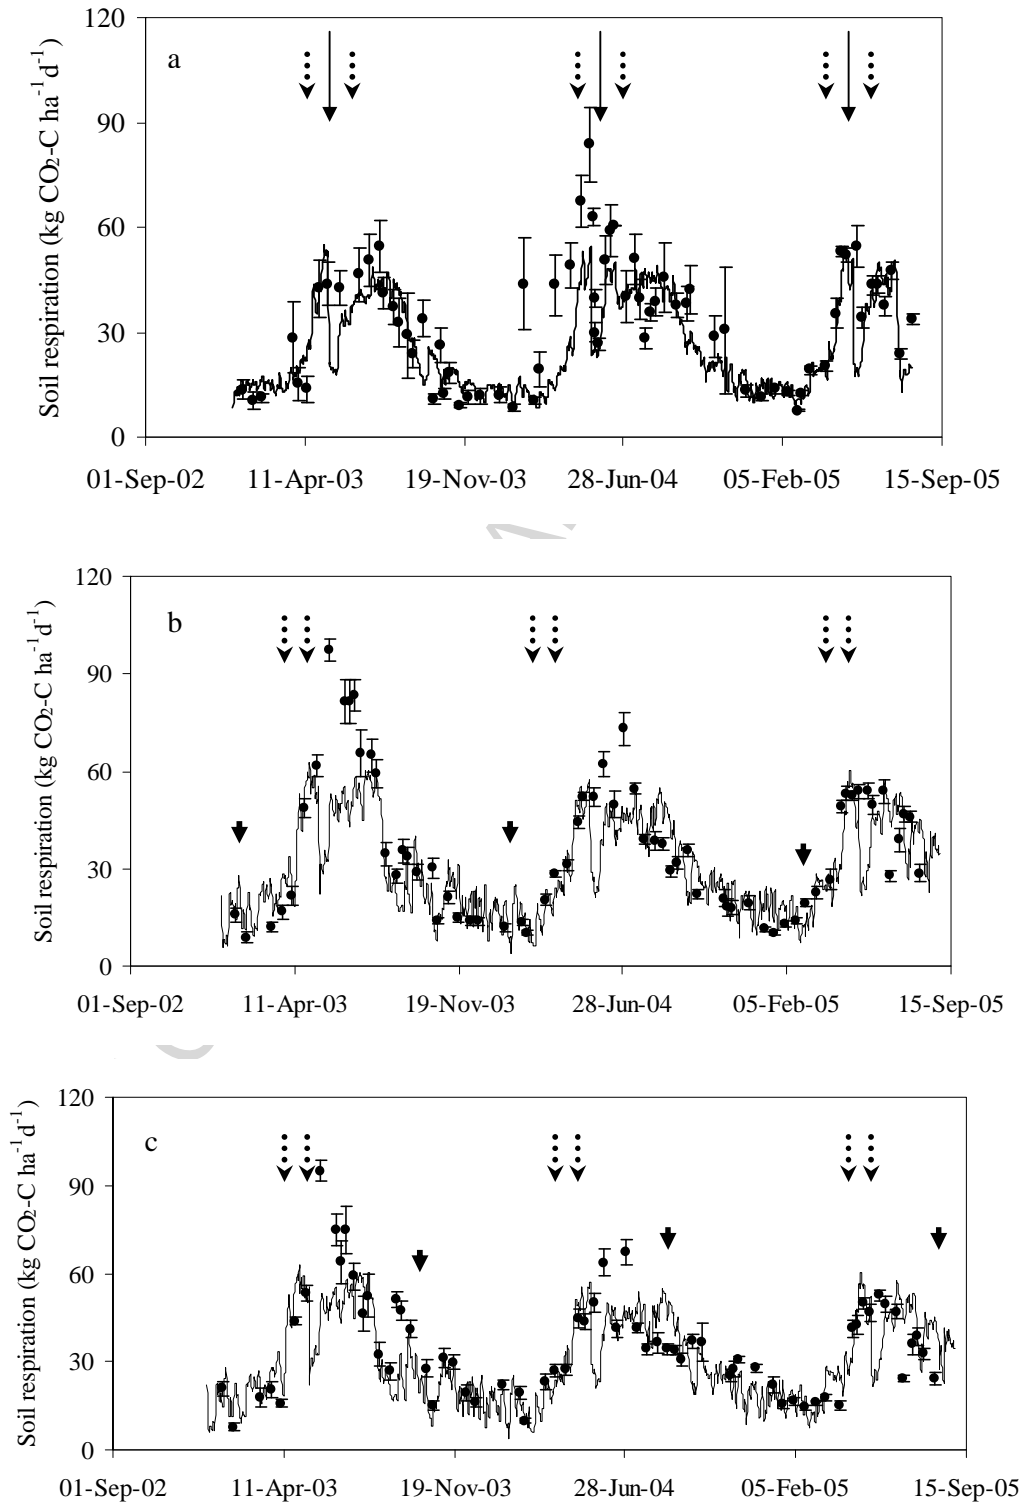 120
90
60
30
0
Soil respiration (kg CO₂-C ha⁻¹d⁻¹)
a
01-Sep-02 11-Apr-03 19-Nov-03 28-Jun-04 05-Feb-05 15-Sep-05
120
90
60
30
0
Soil respiration (kg CO₂-C ha⁻¹d⁻¹)
b
01-Sep-02 11-Apr-03 19-Nov-03 28-Jun-04 05-Feb-05 15-Sep-05
120
90
60
30
0
Soil respiration (kg CO₂-C ha⁻¹d⁻¹)
c
01-Sep-02 11-Apr-03 19-Nov-03 28-Jun-04 05-Feb-05 15-Sep-05